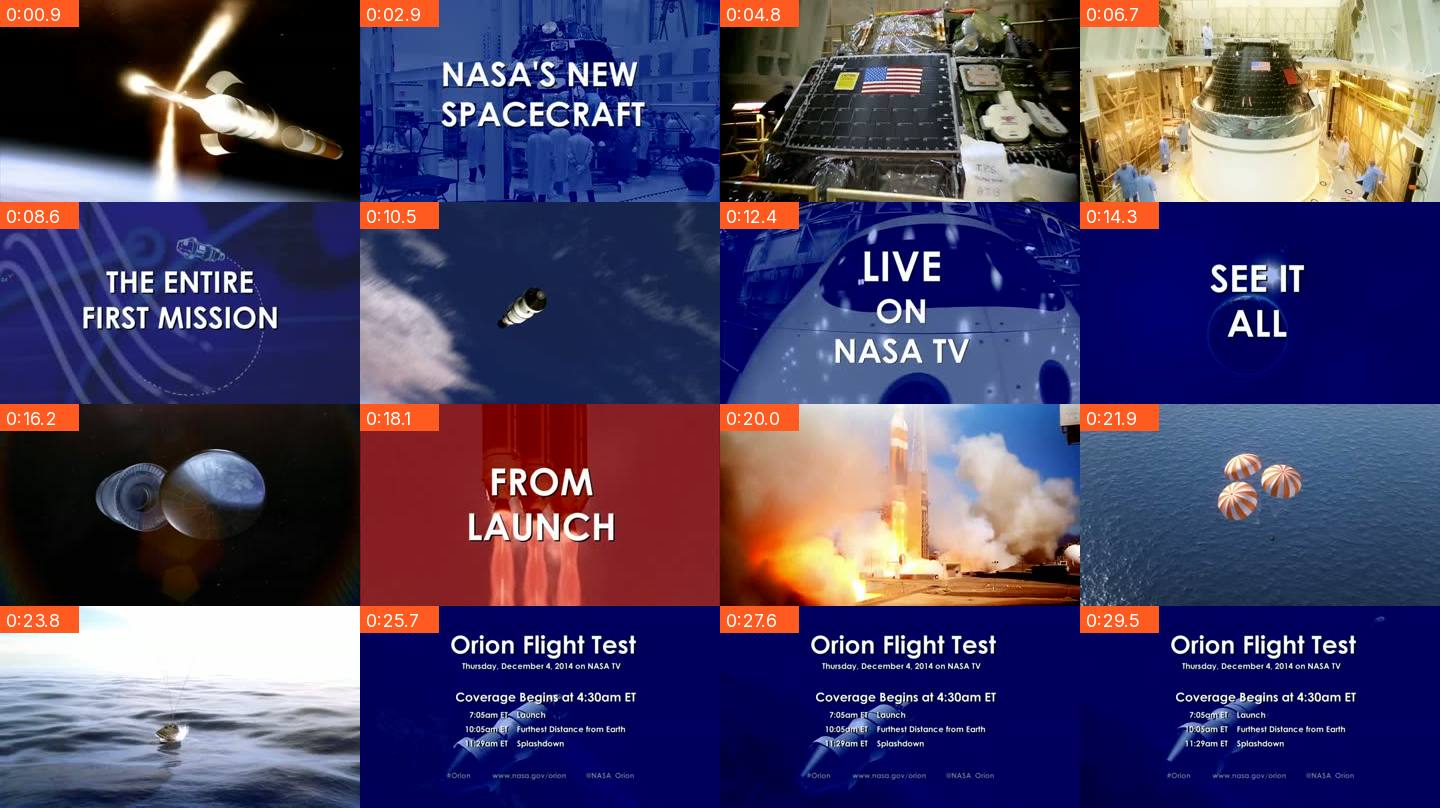 0:00.9
0:02.9
NASA'S NEW
SPACECRAFT
0:04.8
0:06.7
0:08.6
THE ENTIRE
FIRST MISSION
0:10.5
0:12.4
LIVE
ON
NASA TV
0:14.3
SEE IT
ALL
0:16.2
0:18.1
FROM
LAUNCH
0:20.0
0:21.9
0:23.8
0:25.7
Orion Flight Test
Thursday, December 4, 2014 on NASA TV
Coverage Begins at 4:30am ET
7:05am ET Launch
10:05am ET Furthest Distance from Earth
11:29am ET Splashdown
#Orion www.nasa.gov/orion @NASA_Orion
0:27.6
Orion Flight Test
Thursday, December 4, 2014 on NASA TV
Coverage Begins at 4:30am ET
7:05am ET Launch
10:05am ET Furthest Distance from Earth
11:29am ET Splashdown
#Orion www.nasa.gov/orion @NASA_Orion
0:29.5
Orion Flight Test
Thursday, December 4, 2014 on NASA TV
Coverage Begins at 4:30am ET
7:05am ET Launch
10:05am ET Furthest Distance from Earth
11:29am ET Splashdown
#Orion www.nasa.gov/orion @NASA_Orion